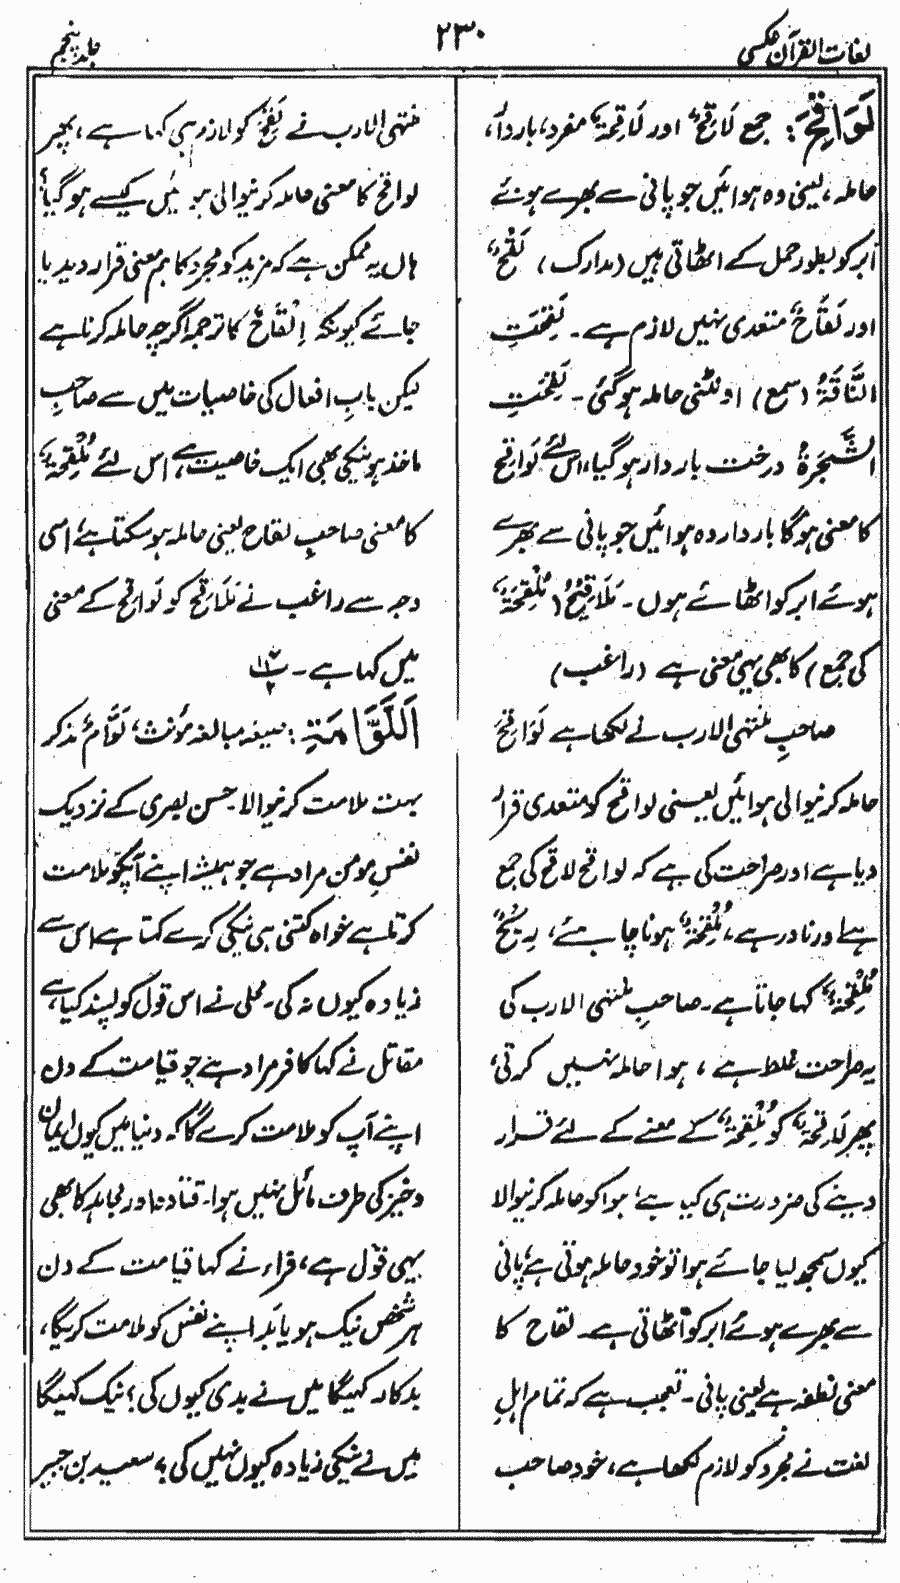 لغات القرآن عکسی
۲۳۰
جلد پنجم
لَوَاقِحَ: جمع لَاقِحٌ اور لَاقِحَةٌ مفرد، باردار،
حاملہ، یعنی وہ ہوائیں جو پانی سے بھرے ہوئے
اَبر کو بطور حمل کے اٹھاتی ہیں (مدارک) لَقْحٌ
اور لَقَاحٌ متعدی نہیں لازم ہے۔ لَقِحَتِ
النَّاقَةُ (سمع) اونٹنی حاملہ ہوگئی۔ لَقِحَتِ
الشَّجَرَةُ درخت باردار ہوگیا، اس لئے لَوَاقِحَ
کا معنی ہوگا باردار وہ ہوائیں جو پانی سے بھرے
ہوئے ابر کو اٹھائے ہوں۔ مَلَاقِيْحُ (مُلْقِحَةٌ
کی جمع) کا بھی یہی معنی ہے (راغب)
صاحبِ منتہی الارب نے لکھا ہے لَوَاقِحَ
حاملہ کرنیوالی ہوائیں یعنی لواقح کو متعدی قرار
دیا ہے اور صراحت کی ہے کہ لواقح لاقح کی جمع
ہے اور نادر ہے، مُلْقِحَةٌ ہونا چاہئے، رِيْحٌ
مُلْقِحَةٌ کہا جاتا ہے۔ صاحبِ منتہی الارب کی
یہ صراحت غلط ہے، ہوا حاملہ نہیں کرتی،
پھر لَاقِحَةٌ کو مُلْقِحَةٌ کے معنے کے لئے قرار
دینے کی ضرورت ہی کیا ہے، ہوا کو حاملہ کرنیوالا
کیوں سمجھ لیا جائے ہوا تو خود حاملہ ہوتی ہے، پانی
سے بھرے ہوئے ابر کو اٹھاتی ہے۔ لقاح کا
معنی نطفہ ہے یعنی پانی۔ تعجب ہے کہ تمام اہلِ
لغت نے مجرد کو لازم لکھا ہے، خود صاحب
منتہی الارب نے لَقْحٌ کو لازم ہی کہا ہے، پھر
لواقح کا معنی حاملہ کرنیوالی ہوائیں کیسے ہوگیا؟
ہاں یہ ممکن ہے کہ مزید کو مجرد کا ہم معنی قرار دیدیا
جائے کیونکہ اِلْقَاحٌ کا ترجمہ اگرچہ حاملہ کرنا ہے
لیکن بابِ افعال کی خاصیات میں سے صاحبِ
ماخذ ہونیکی بھی ایک خاصیت ہے، اس لئے مُلْقِحَةٌ
کا معنی صاحبِ لقاح یعنی حاملہ ہوسکتا ہے، اسی
وجہ سے راغب نے مَلَاقِحُ کو لَوَاقِحُ کے معنی
میں کہا ہے۔ پ ۱۴/۲
اَللَّوَّامَةِ: صیغہ مبالغہ مؤنث، لَوَّامٌ مذکر
بہت ملامت کرنیوالا حسن بصری کے نزدیک
نفسِ مومن مراد ہے جو ہمیشہ اپنے آپکو ملامت
کرتا ہے خواہ کتنی ہی نیکی کرے کہتا ہے اس سے
زیادہ کیوں نہ کی۔ محلی نے اس قول کو پسند کیا ہے
مقاتل نے کہا کافر مراد ہے جو قیامت کے دن
اپنے آپ کو ملامت کرے گا کہ دنیا میں کیوں ایمان
و خیر کی طرف مائل نہیں ہوا۔ قتادہ اور مجاہد کا بھی
یہی قول ہے، فراء نے کہا قیامت کے دن
ہر شخص نیک ہو یا بد اپنے نفس کو ملامت کریگا،
بدکار کہیگا میں نے بدی کیوں کی؛ نیک کہیگا
میں نے نیکی زیادہ کیوں نہیں کی؛ سعید بن جبیر